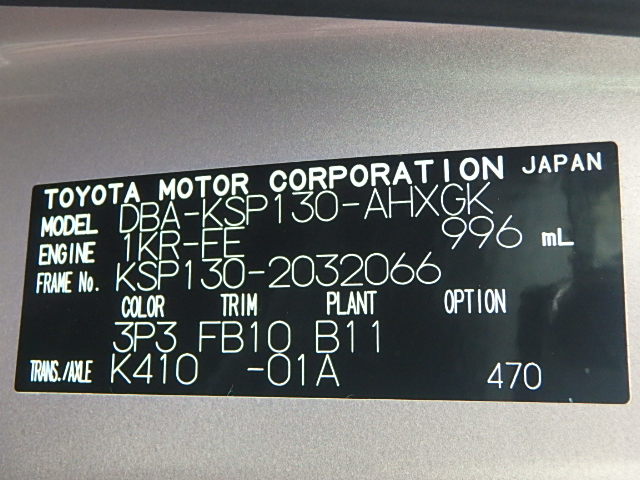 TOYOTA MOTOR CORPORATION JAPAN
MODEL DBA-KSP130-AHXGK
ENGINE 1KR-FE 996 mL
FRAME No. KSP130-2032066
COLOR TRIM PLANT OPTION
3P3 FB10 B11
TRANS./AXLE K410 -01A 470